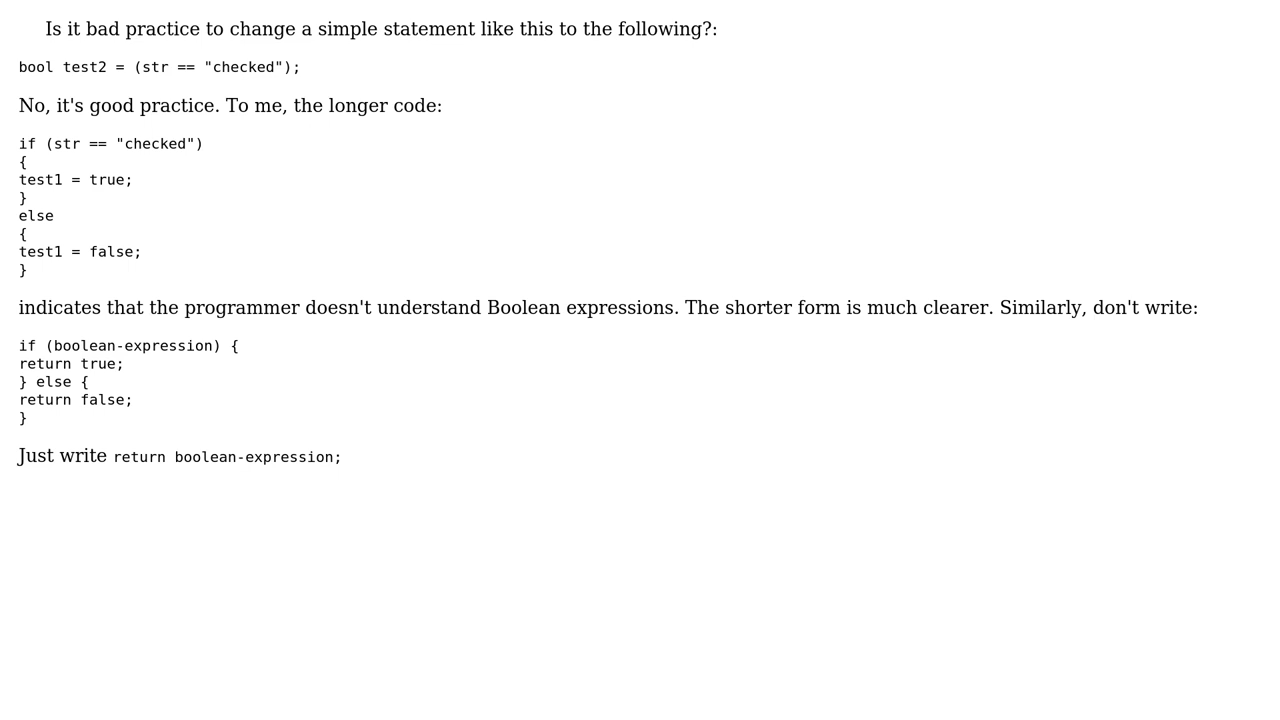 Is it bad practice to change a simple statement like this to the following?:
bool test2 = (str == "checked");
No, it's good practice. To me, the longer code:
if (str == "checked")
{
test1 = true;
}
else
{
test1 = false;
}
indicates that the programmer doesn't understand Boolean expressions. The shorter form is much clearer. Similarly, don't write:
if (boolean-expression) {
return true;
} else {
return false;
}
Just write return boolean-expression;